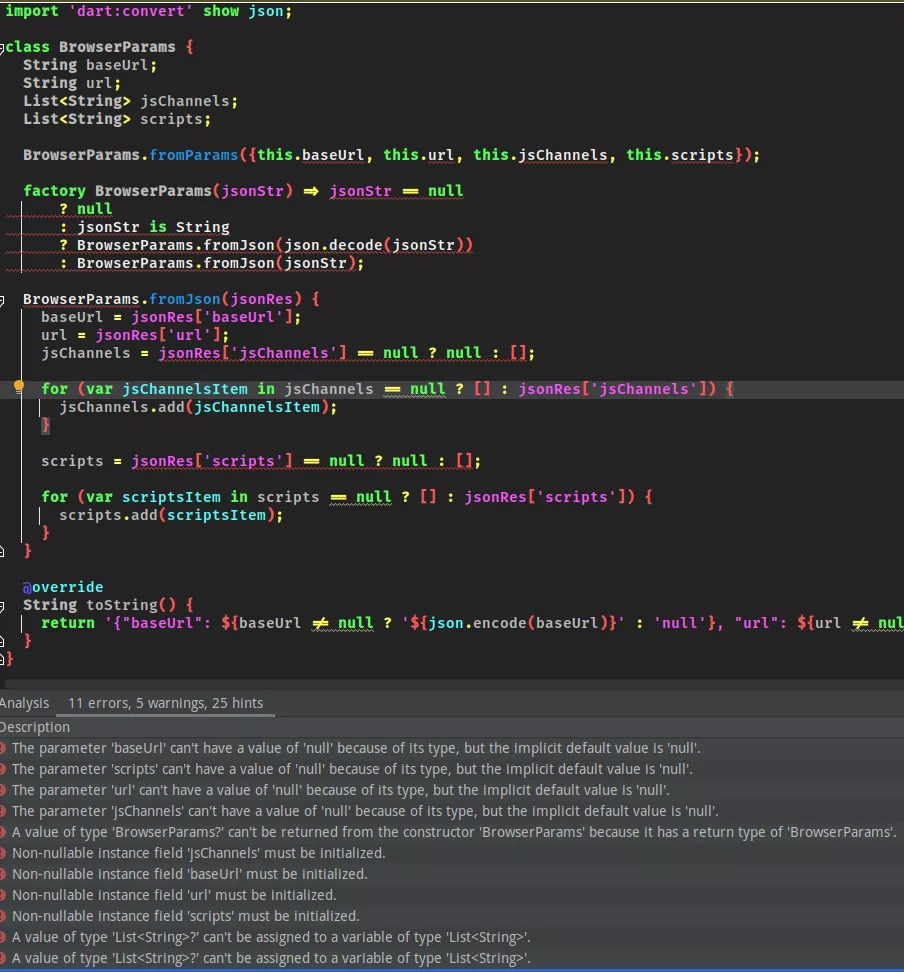 import 'dart:convert' show json;
class BrowserParams {
String baseUrl;
String url;
List<String> jsChannels;
List<String> scripts;
BrowserParams.fromParams({this.baseUrl, this.url, this.jsChannels, this.scripts});
factory BrowserParams(jsonStr) => jsonStr == null
? null
: jsonStr is String
? BrowserParams.fromJson(json.decode(jsonStr))
: BrowserParams.fromJson(jsonStr);
BrowserParams.fromJson(jsonRes) {
baseUrl = jsonRes['baseUrl'];
url = jsonRes['url'];
jsChannels = jsonRes['jsChannels'] == null ? null : [];
for (var jsChannelsItem in jsChannels == null ? [] : jsonRes['jsChannels']) {
jsChannels.add(jsChannelsItem);
}
scripts = jsonRes['scripts'] == null ? null : [];
for (var scriptsItem in scripts == null ? [] : jsonRes['scripts']) {
scripts.add(scriptsItem);
}
}
@override
String toString() {
return '{"baseUrl": ${baseUrl != null ? '${json.encode(baseUrl)}' : 'null'}, "url": ${url != nul
}
}
Analysis 11 errors, 5 warnings, 25 hints
Description
The parameter 'baseUrl' can't have a value of 'null' because of its type, but the implicit default value is 'null'.
The parameter 'scripts' can't have a value of 'null' because of its type, but the implicit default value is 'null'.
The parameter 'url' can't have a value of 'null' because of its type, but the implicit default value is 'null'.
The parameter 'jsChannels' can't have a value of 'null' because of its type, but the implicit default value is 'null'.
A value of type 'BrowserParams?' can't be returned from the constructor 'BrowserParams' because it has a return type of 'BrowserParams'.
Non-nullable instance field 'jsChannels' must be initialized.
Non-nullable instance field 'baseUrl' must be initialized.
Non-nullable instance field 'url' must be initialized.
Non-nullable instance field 'scripts' must be initialized.
A value of type 'List<String>?' can't be assigned to a variable of type 'List<String>'.
A value of type 'List<String>?' can't be assigned to a variable of type 'List<String>'.